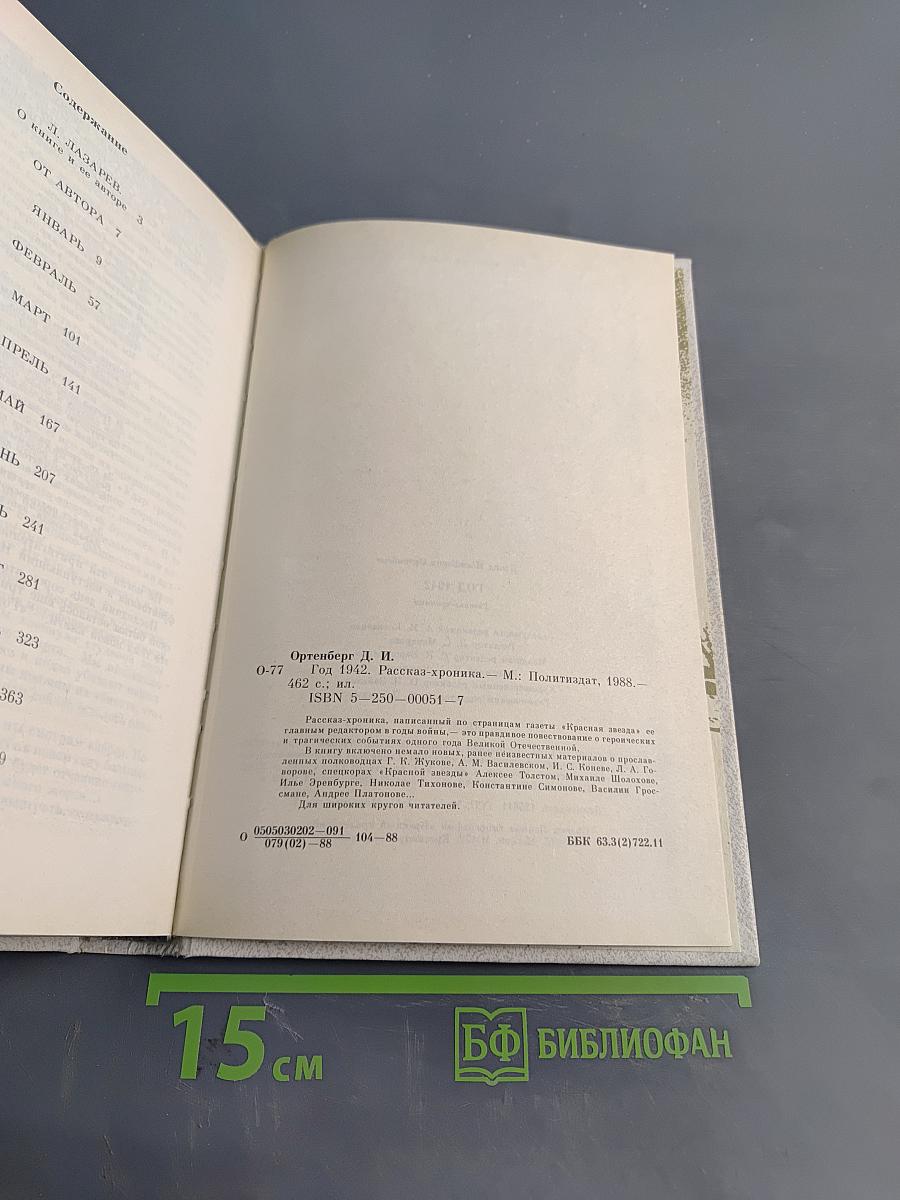 Содержание
Л. ЛАЗАРЕВ.
О книге и ее авторе 3
ОТ АВТОРА 7
ЯНВАРЬ 9
ФЕВРАЛЬ 57
МАРТ 101
ПРЕЛЬ 141
АЙ 167
НЬ 207
Ь 241
281
323
363
9
Ортенберг Д. И.
О-77 Год 1942. Рассказ-хроника.— М.: Политиздат, 1988.—
462 с.; ил.
ISBN 5—250—00051—7
Рассказ-хроника, написанный по страницам газеты «Красная звезда» ее
главным редактором в годы войны,— это правдивое повествование о героических
и трагических событиях одного года Великой Отечественной.
В книгу включено немало новых, ранее неизвестных материалов о прослав-
ленных полководцах Г. К. Жукове, А. М. Василевском, И. С. Коневе, Л. А. Го-
ворове, спецкорах «Красной звезды» Алексее Толстом, Михаиле Шолохове,
Илье Эренбурге, Николае Тихонове, Константине Симонове, Василии Грос-
смане, Андрее Платонове...
Для широких кругов читателей.
О 0505030202—091
079(02)—88 104—88
ББК 63.3(2)722.11
15 см
БФ БИБЛИОФАН